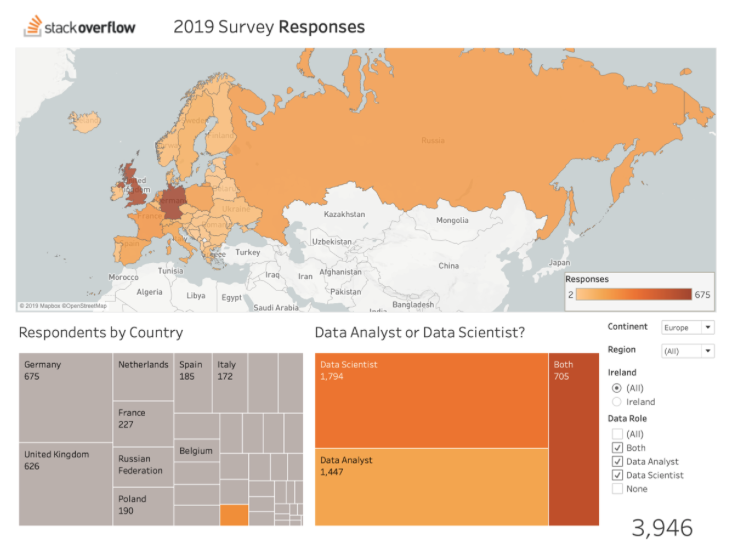 stackoverflow
2019 Survey Responses
Russia
United
Kingdom
Germany
Ukraine
France
Spain
Italy
Greece
Kazakhstan
Mongolia
Uzbekistan
Turkey
China
Japan
Tunisia
Morocco
Iraq
Iran
Afghanistan
Algeria
Libya
Egypt
Pakistan
Saudi Arabia
Bangladesh
India
© 2019 Mapbox ©OpenStreetMap
Responses
2
675
Respondents by Country
Germany
675
Netherlands
Spain
185
Italy
172
France
227
United Kingdom
626
Russian
Federation
Belgium
Poland
190
Data Analyst or Data Scientist?
Data Scientist
1,794
Both
705
Data Analyst
1,447
Continent
Europe
Region
(All)
Ireland
(All)
Ireland
Data Role
(All)
Both
Data Analyst
Data Scientist
None
3,946